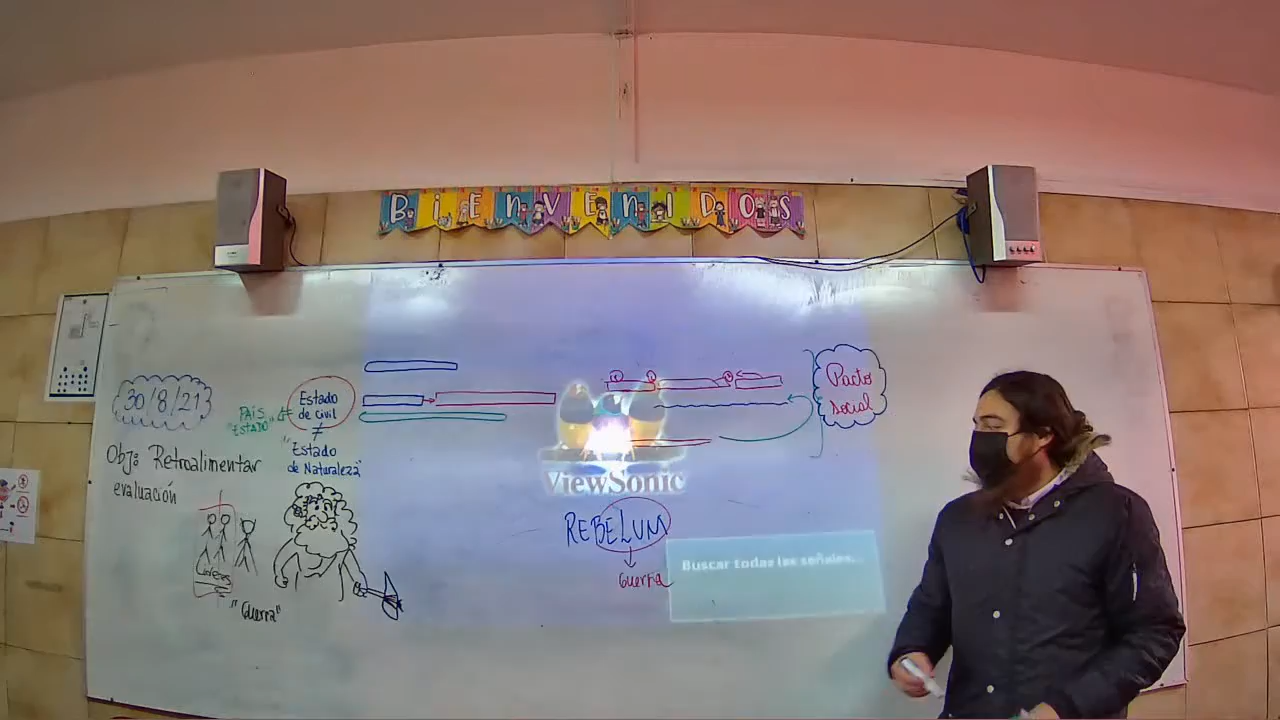 BIENVENIDOS
30/8/21
Obj: Retroalimentar
evaluación
PAIS
"ESTADO"
Estado
de civil
≠
"Estado
de Naturaleza"
"Guerra"
ViewSonic
REBELUM
Guerra
Buscar todas las señales...
Pacto
social